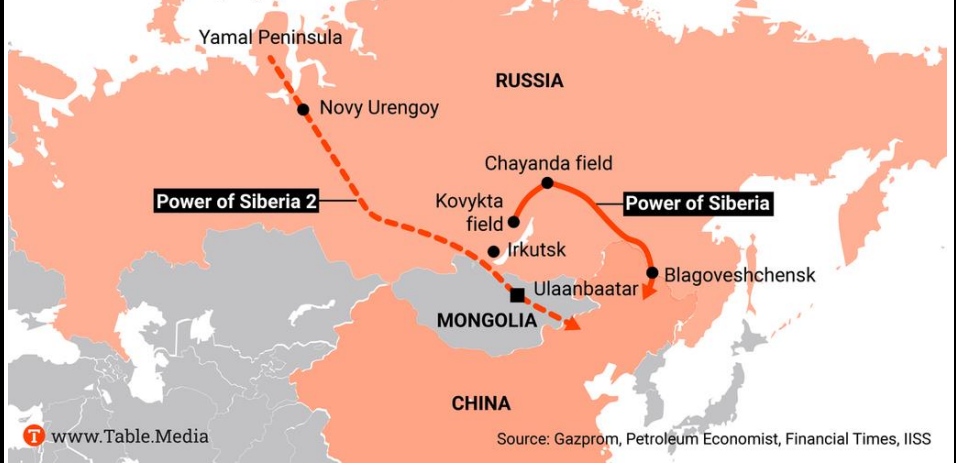 Yamal Peninsula
RUSSIA
Novy Urengoy
Chayanda field
Power of Siberia 2
Kovykta
field
Power of Siberia
Irkutsk
Blagoveshchensk
Ulaanbaatar
MONGOLIA
CHINA
T www.Table.Media
Source: Gazprom, Petroleum Economist, Financial Times, IISS